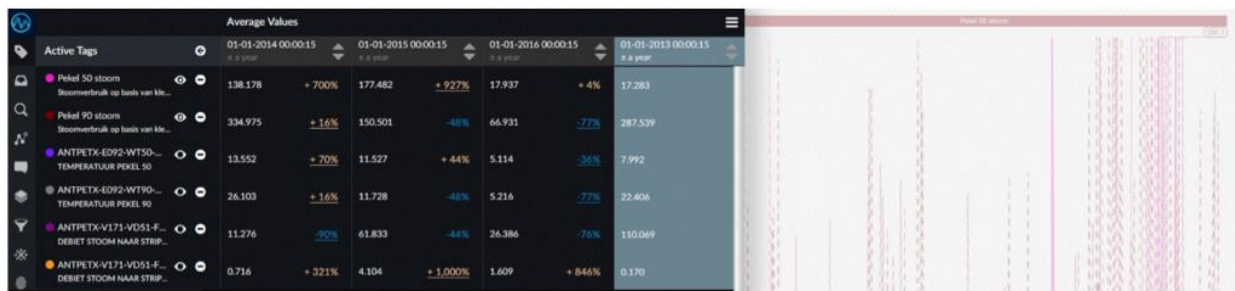 Average Values
Active Tags
01-01-2014 00:00:15 01-01-2015 00:00:15 01-01-2016 00:00:15 01-01-2013 00:00:15
± a year ± a year ± a year ± a year
Pekel 50 stoom 138.178 + 700% 177.482 + 927% 17.937 + 4% 17.283
Stoomverbruik op basis van kle...
Pekel 90 stoom 334.975 + 16% 150.501 -48% 66.931 -77% 287.539
Stoomverbruik op basis van kle...
ANTPETX-E092-WT50-... 13.552 + 70% 11.527 + 44% 5.114 -36% 7.992
TEMPERATUUR PEKEL 50
ANTPETX-E092-WT90-... 26.103 + 16% 11.728 -48% 5.216 -77% 22.406
TEMPERATUUR PEKEL 90
ANTPETX-V171-VD51-F... 11.276 -90% 61.833 -44% 26.386 -76% 110.069
DEBIET STOOM NAAR STRIP...
ANTPETX-V171-VD51-F... 0.716 + 321% 4.104 + 1,000% 1.609 + 846% 0.170
DEBIET STOOM NAAR STRIP...
Pekel 90 stoom